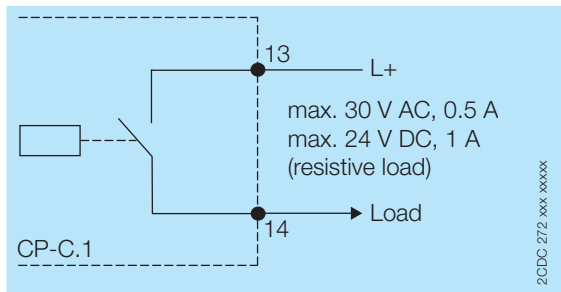 13
L+
max. 30 V AC, 0.5 A
max. 24 V DC, 1 A
(resistive load)
Load
14
CP-C.1
2CDC 272 xxx xxxxx